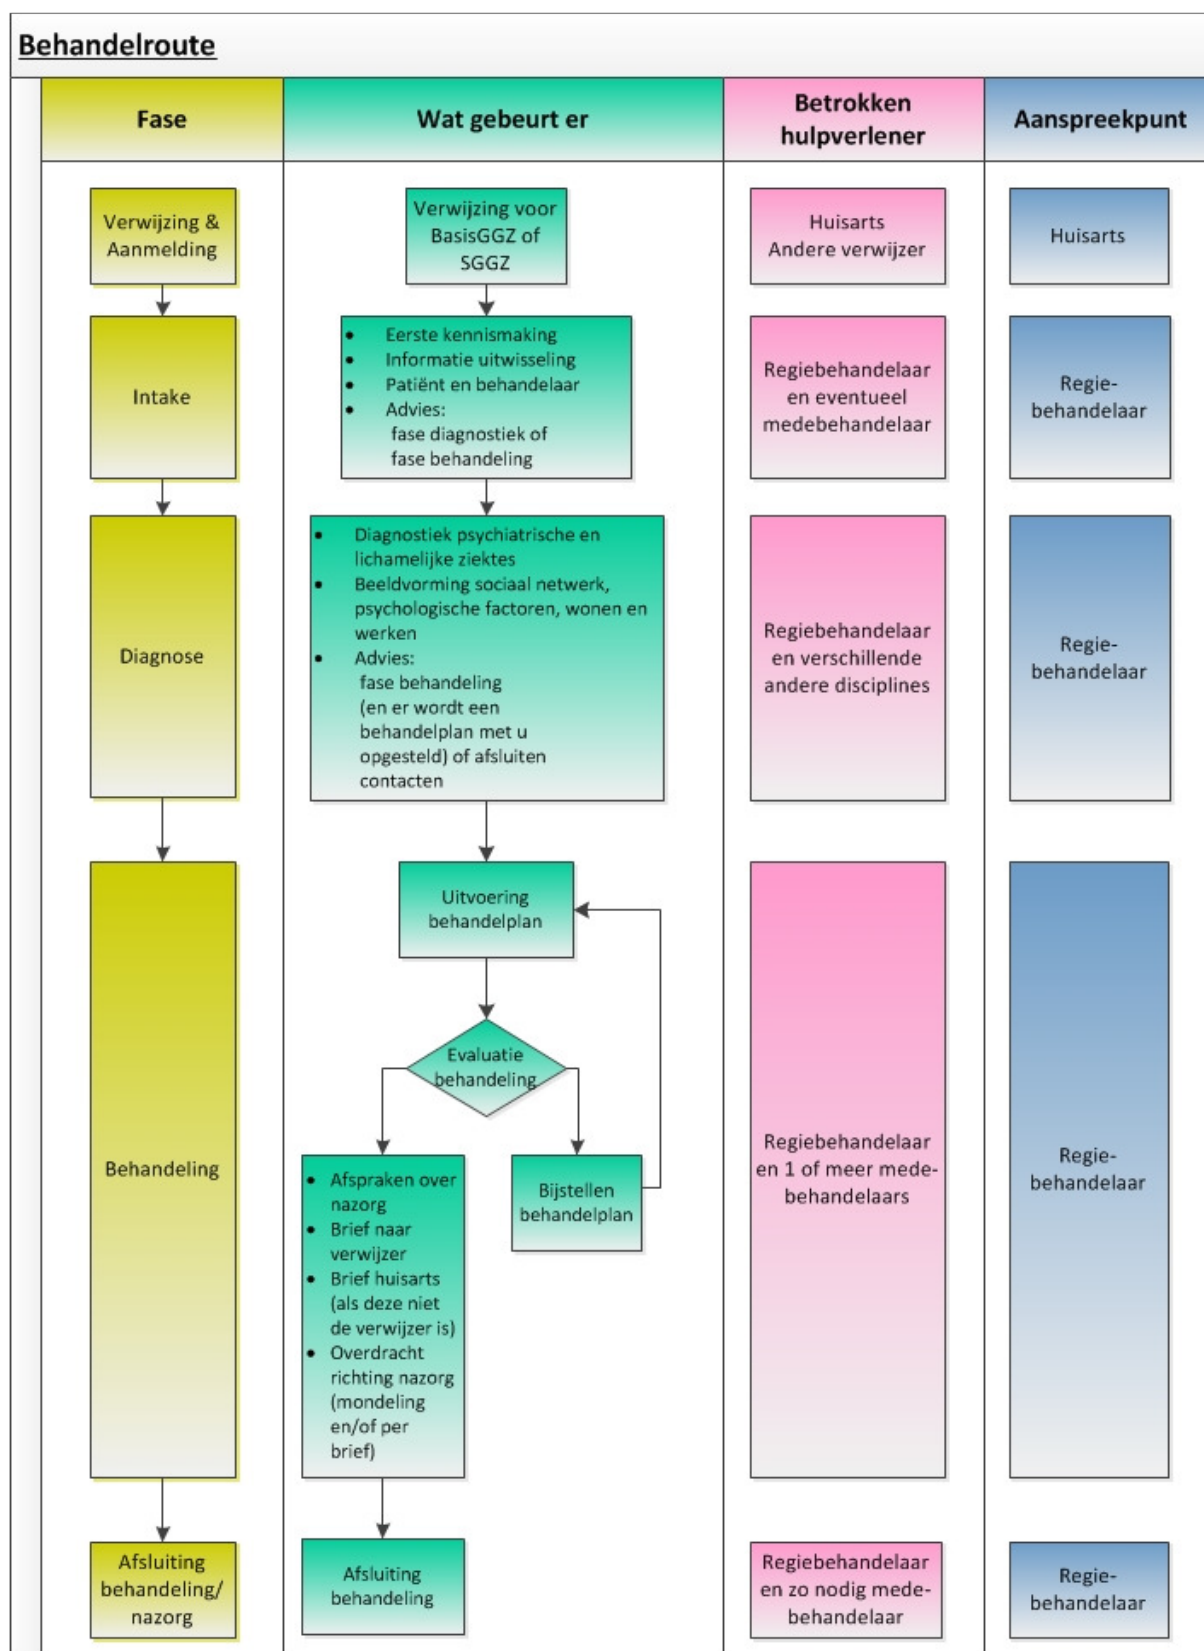 Behandelroute
Fase
Wat gebeurt er
Betrokken
hulpverlener
Aanspreekpunt
Verwijzing &
Aanmelding
Verwijzing voor
BasisGGZ of
SGGZ
Huisarts
Andere verwijzer
Huisarts
Intake
• Eerste kennismaking
• Informatie uitwisseling
• Patiënt en behandelaar
• Advies:
fase diagnostiek of
fase behandeling
Regiebehandelaar
en eventueel
medebehandelaar
Regie-
behandelaar
Diagnose
• Diagnostiek psychiatrische en
lichamelijke ziektes
• Beeldvorming sociaal netwerk,
psychologische factoren, wonen en
werken
• Advies:
fase behandeling
(en er wordt een
behandelplan met u
opgesteld) of afsluiten
contacten
Regiebehandelaar
en verschillende
andere disciplines
Regie-
behandelaar
Behandeling
Uitvoering
behandelplan
Evaluatie
behandeling
• Afspraken over
nazorg
• Brief naar
verwijzer
• Brief huisarts
(als deze niet
de verwijzer is)
• Overdracht
richting nazorg
(mondeling
en/of per
brief)
Bijstellen
behandelplan
Regiebehandelaar
en 1 of meer mede-
behandelaars
Regie-
behandelaar
Afsluiting
behandeling/
nazorg
Afsluiting
behandeling
Regiebehandelaar
en zo nodig mede-
behandelaar
Regie-
behandelaar